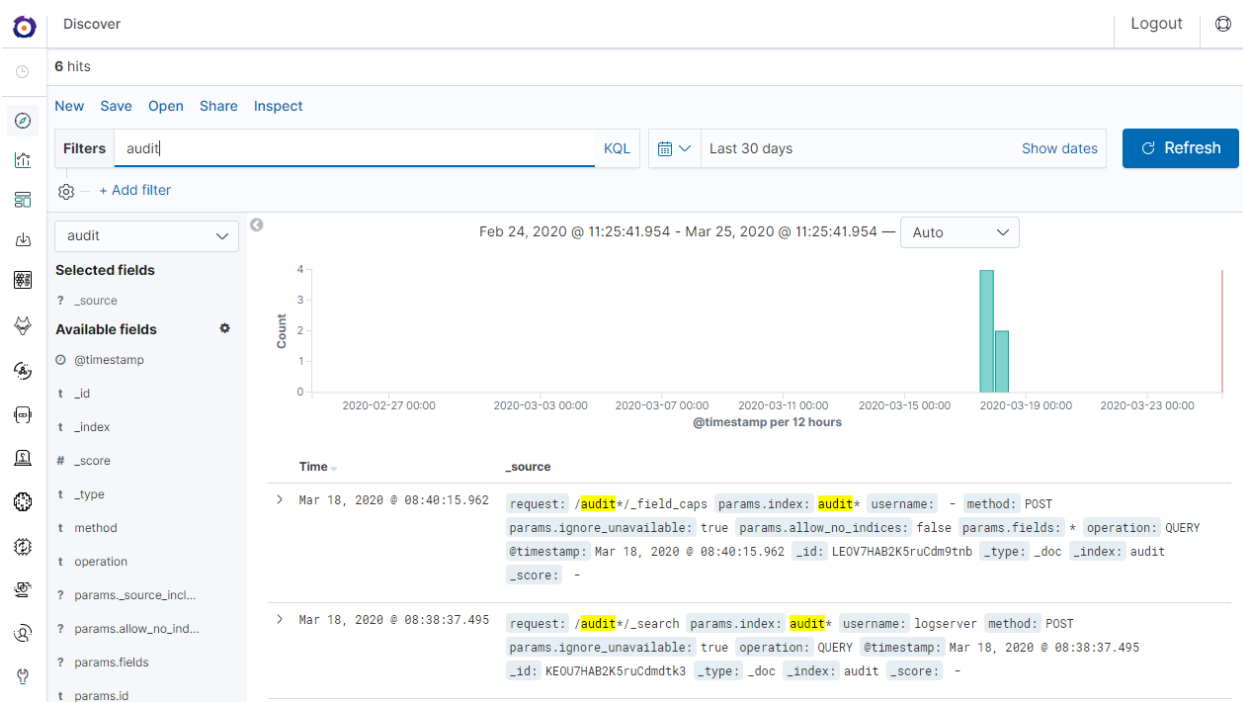 Discover
Logout
6 hits
New Save Open Share Inspect
Filters audit KQL Last 30 days Show dates Refresh
+ Add filter
audit
Feb 24, 2020 @ 11:25:41.954 - Mar 25, 2020 @ 11:25:41.954 — Auto
Selected fields
? _source
Available fields
@timestamp
t _id
t _index
# _score
t _type
t method
t operation
? params._source_incl...
? params.allow_no_ind...
? params.fields
t params.id
Count
4
3
2
1
0
2020-02-27 00:00 2020-03-03 00:00 2020-03-07 00:00 2020-03-11 00:00 2020-03-15 00:00 2020-03-19 00:00 2020-03-23 00:00
@timestamp per 12 hours
Time _source
Mar 18, 2020 @ 08:40:15.962 request: /audit*/_field_caps params.index: audit* username: - method: POST
params.ignore_unavailable: true params.allow_no_indices: false params.fields: * operation: QUERY
@timestamp: Mar 18, 2020 @ 08:40:15.962 _id: LEOV7HAB2K5ruCdm9tnb _type: _doc _index: audit
_score: -
Mar 18, 2020 @ 08:38:37.495 request: /audit*/_search params.index: audit* username: logserver method: POST
params.ignore_unavailable: true operation: QUERY @timestamp: Mar 18, 2020 @ 08:38:37.495
_id: KEOU7HAB2K5ruCdmdtk3 _type: _doc _index: audit _score: -